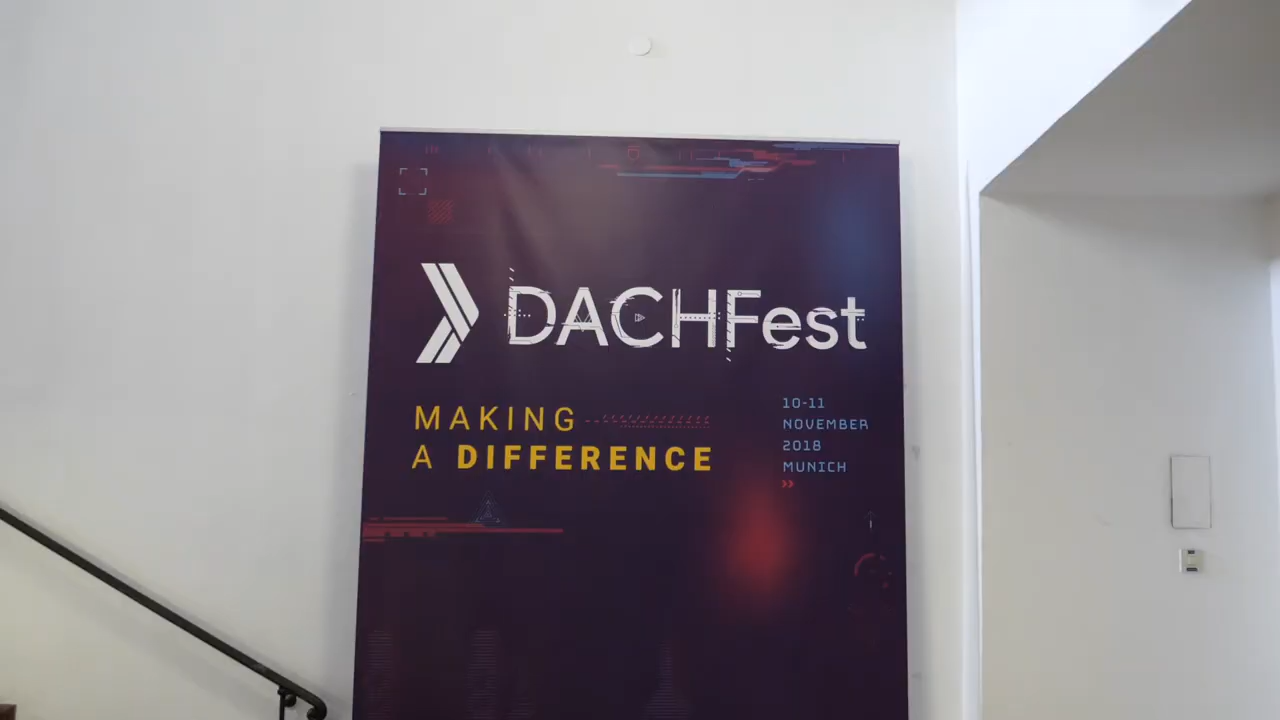 DACHFest
MAKING
A DIFFERENCE
10-11
NOVEMBER
2018
MUNICH